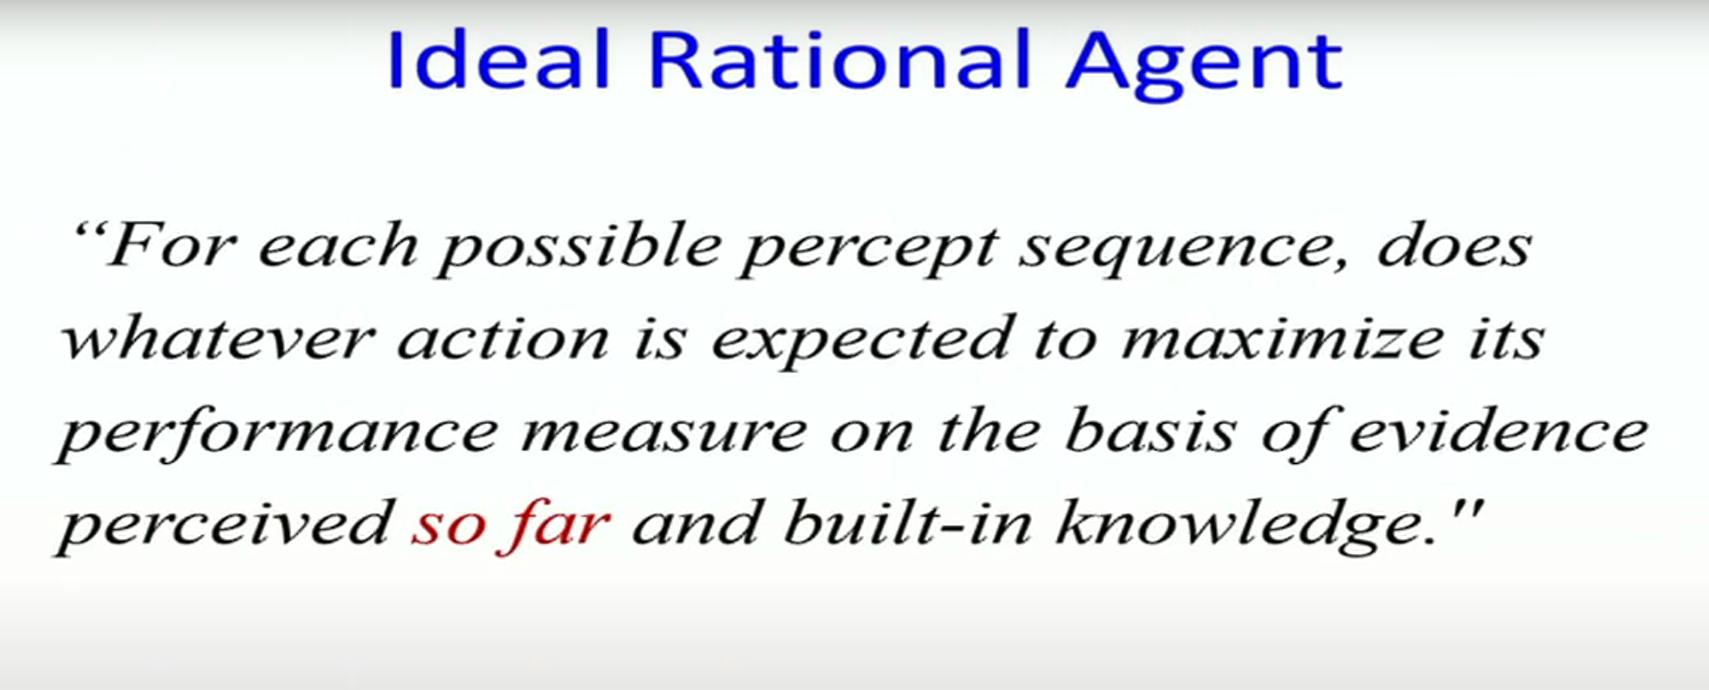 Ideal Rational Agent
“For each possible percept sequence, does
whatever action is expected to maximize its
performance measure on the basis of evidence
perceived so far and built-in knowledge."